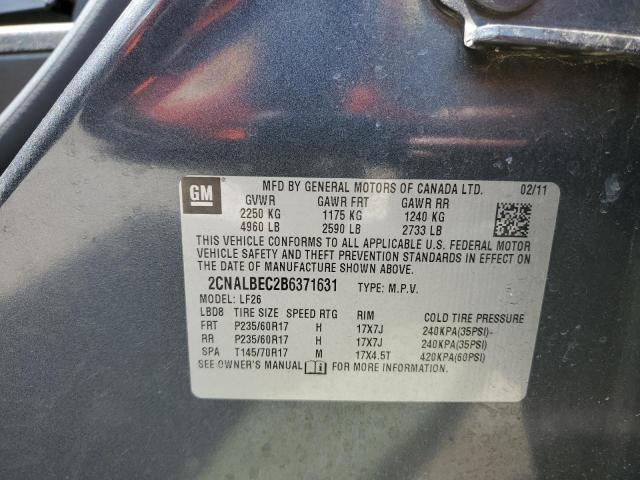 GM MFD BY GENERAL MOTORS OF CANADA LTD. 02/11
GVWR GAWR FRT GAWR RR
2250 KG 1175 KG 1240 KG
4960 LB 2590 LB 2733 LB
THIS VEHICLE CONFORMS TO ALL APPLICABLE U.S. FEDERAL MOTOR
VEHICLE SAFETY AND THEFT PREVENTION STANDARDS IN EFFECT ON
THE DATE OF MANUFACTURE SHOWN ABOVE.
2CNALBEC2B6371631 TYPE: M.P.V.
MODEL: LF26
LBD8 TIRE SIZE SPEED RTG RIM COLD TIRE PRESSURE
FRT P235/60R17 H 17X7J 240KPA(35PSI)
RR P235/60R17 H 17X7J 240KPA(35PSI)
SPA T145/70R17 M 17X4.5T 420KPA(60PSI)
SEE OWNER'S MANUAL FOR MORE INFORMATION.